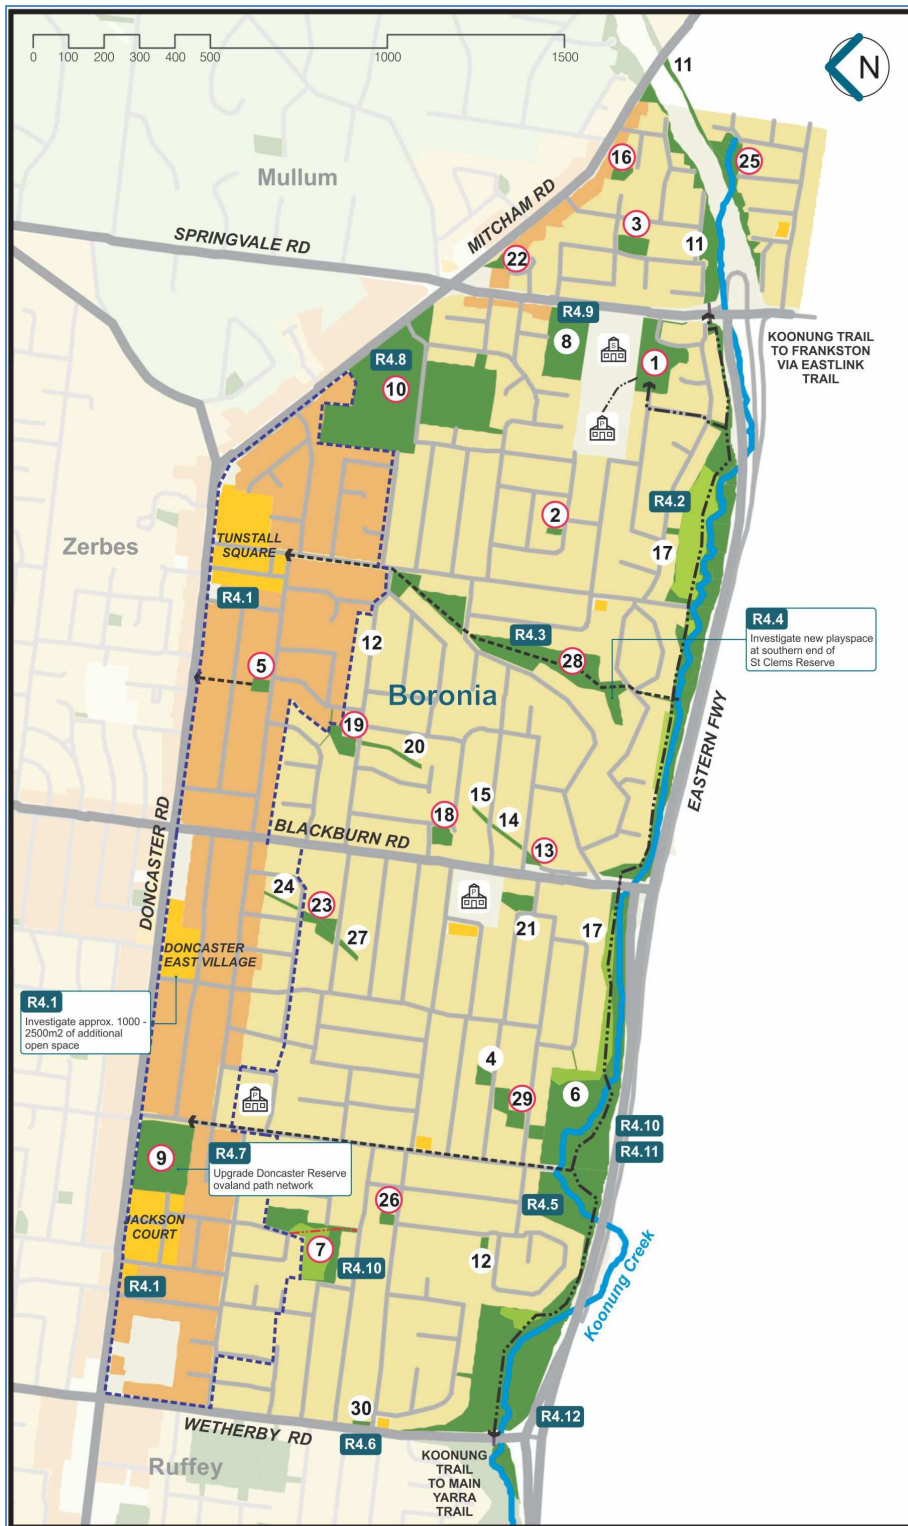 0 100 200 300 400 500 1000 1500
N
11
Mullum
16
25
MITCHAM RD
3
SPRINGVALE RD
11
22
R4.9
8
S
KOONUNG TRAIL
TO FRANKSTON
VIA EASTLINK
TRAIL
R4.8
1
10
P
R4.2
2
TUNSTALL
SQUARE
Zerbes
17
R4.1
R4.4
Investigate new playspace
at southern end of
St Clems Reserve
R4.3
12
28
5
Boronia
EASTERN FWY
19
20
15
18
14
DONCASTER RD
BLACKBURN RD
13
24
P
23
21
17
27
DONCASTER
EAST VILLAGE
R4.1
Investigate approx. 1000 -
2500m2 of additional
open space
4
P
29
6
R4.10
R4.11
9
R4.7
Upgrade Doncaster Reserve
ovaland path network
26
R4.5
JACKSON
COURT
7
12
R4.10
R4.1
Koonung Creek
30
R4.12
WETHERBY RD
R4.6
Ruffey
KOONUNG
TRAIL
TO MAIN
YARRA
TRAIL